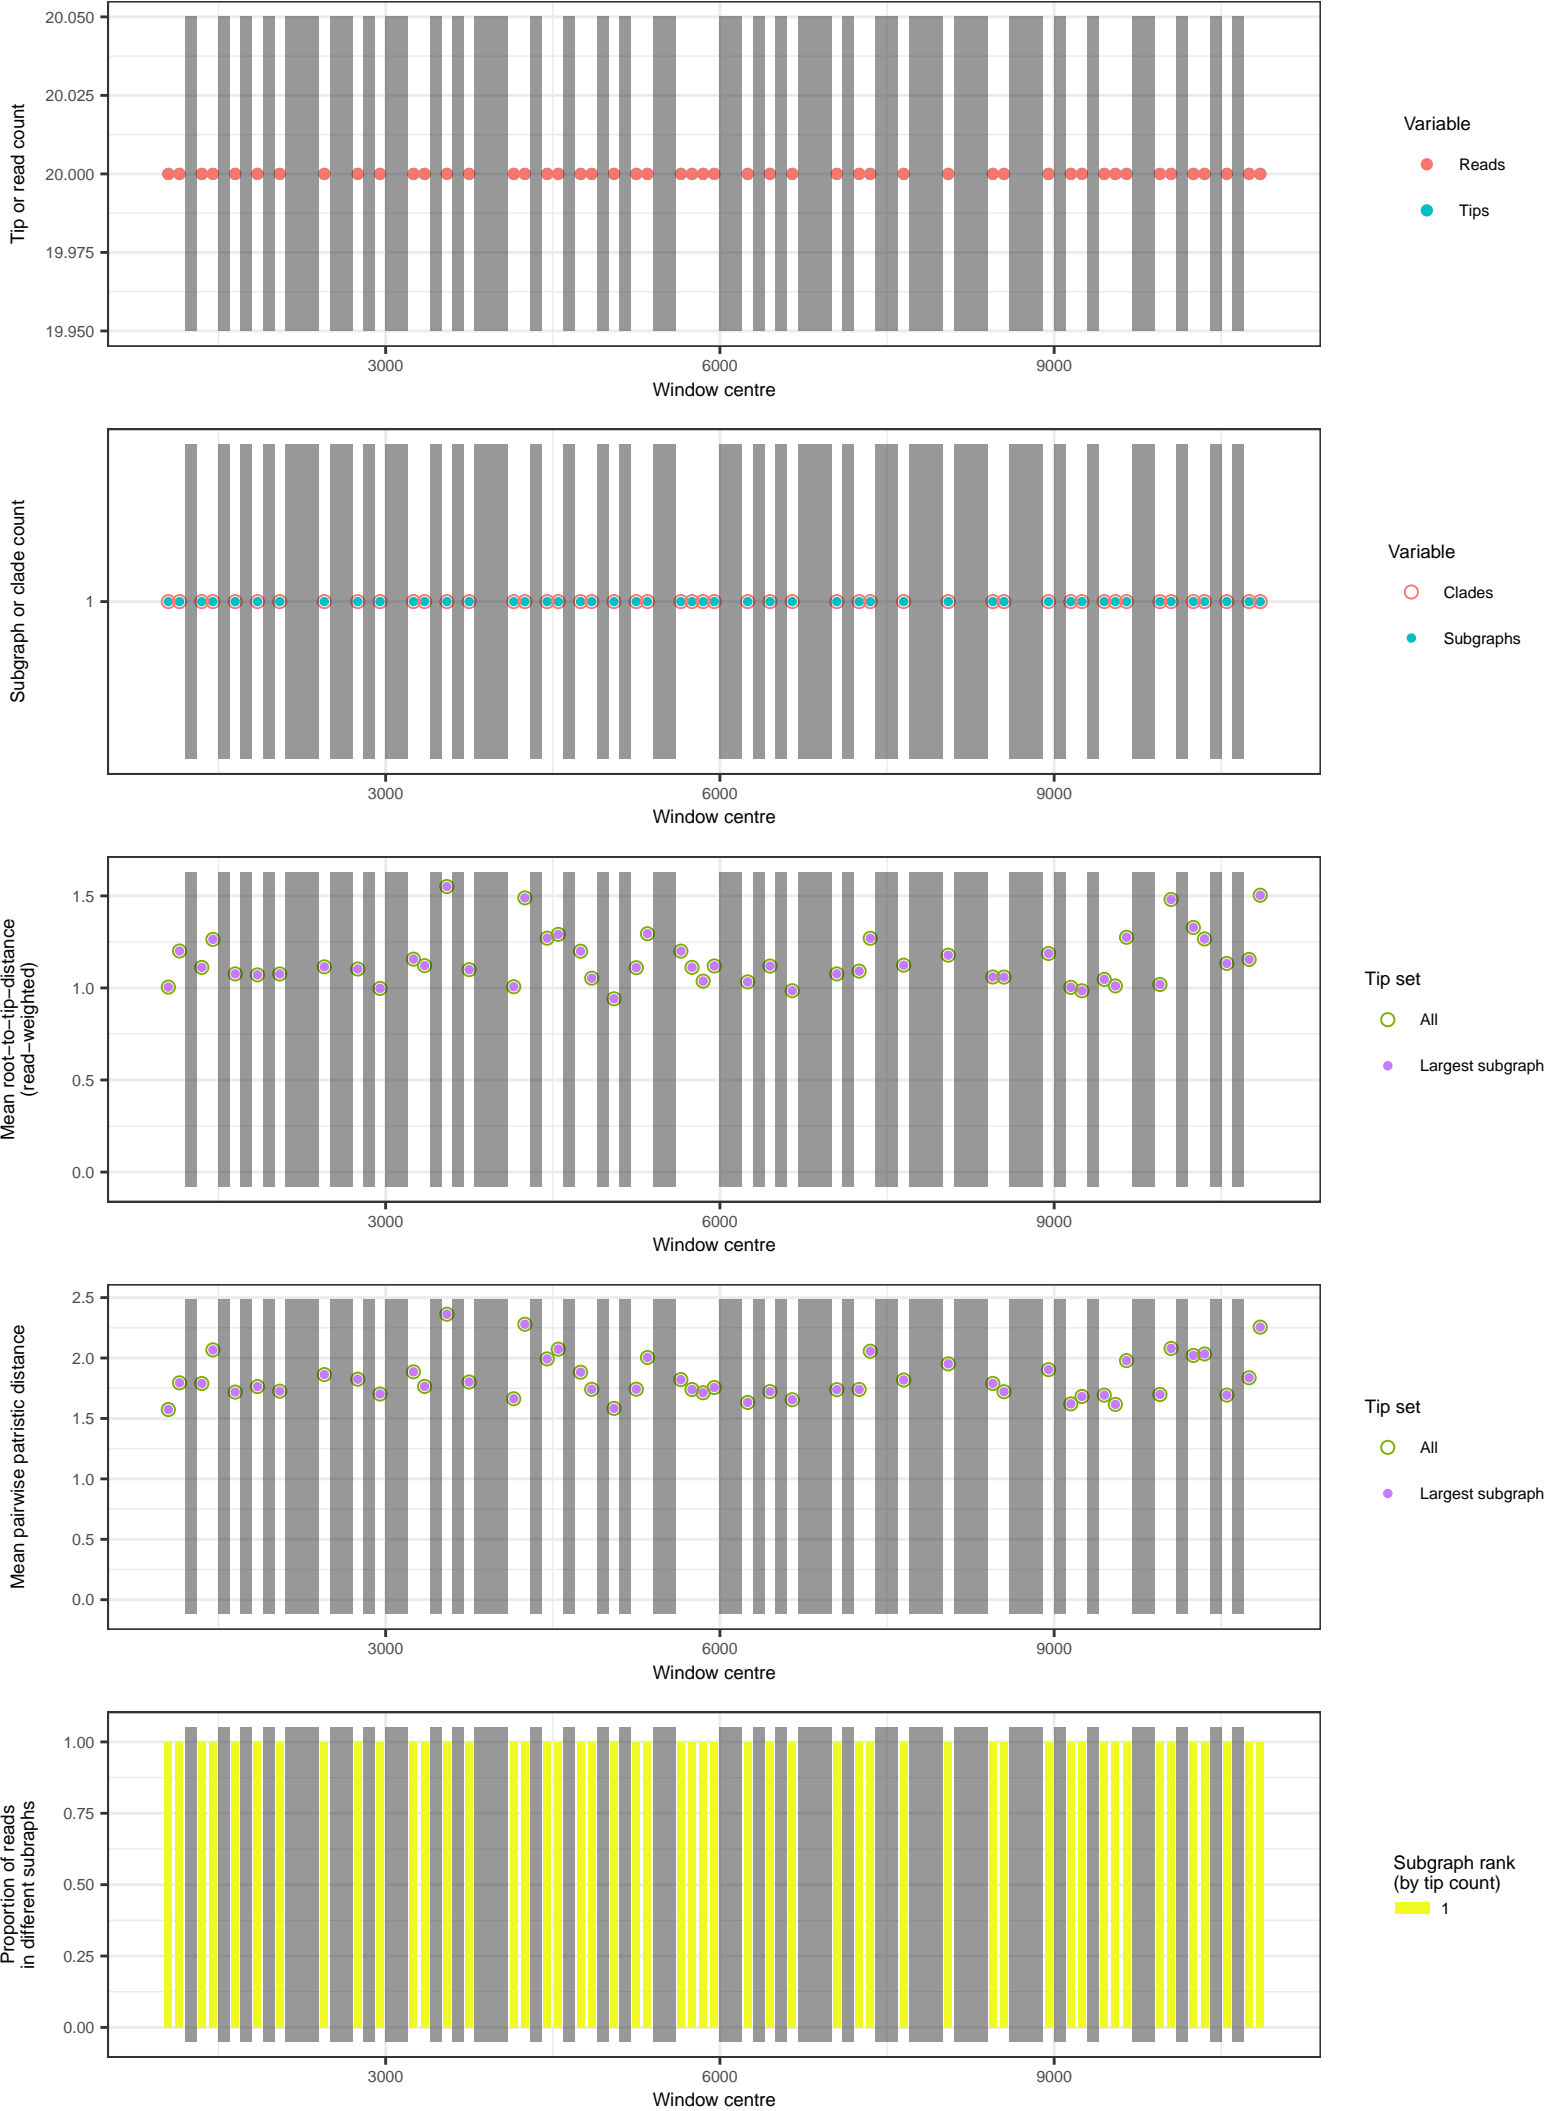 20.050
20.025
20.000
19.975
19.950
Tip or read count
3000
6000
9000
Window centre
Variable
Reads
Tips
1
Subgraph or clade count
3000
6000
9000
Window centre
Variable
Clades
Subgraphs
1.5
1.0
0.5
0.0
Mean root−to−tip−distance
(read−weighted)
3000
6000
9000
Window centre
Tip set
All
Largest subgraph
2.5
2.0
1.5
1.0
0.5
0.0
Mean pairwise patristic distance
3000
6000
9000
Window centre
Tip set
All
Largest subgraph
1.00
0.75
0.50
0.25
0.00
Proportion of reads
in different subraphs
3000
6000
9000
Window centre
Subgraph rank
(by tip count)
1